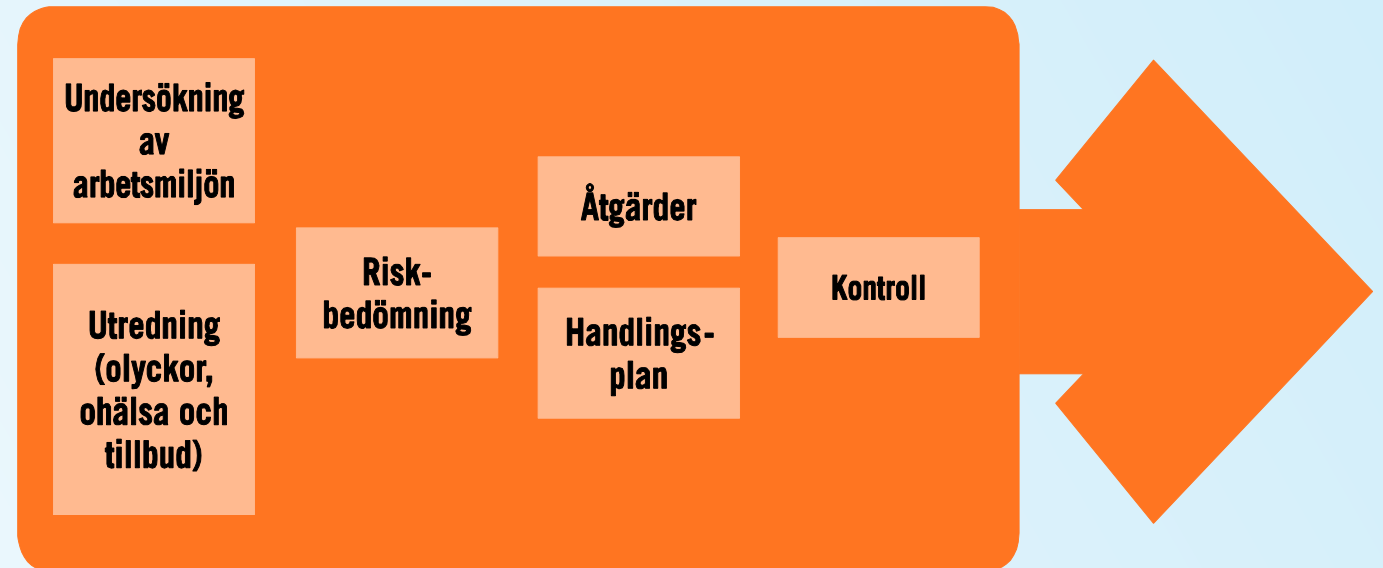 Undersökning
av
arbetsmiljön
Utredning
(olyckor,
ohälsa och
tillbud)
Risk-
bedömning
Åtgärder
Handlings-
plan
Kontroll